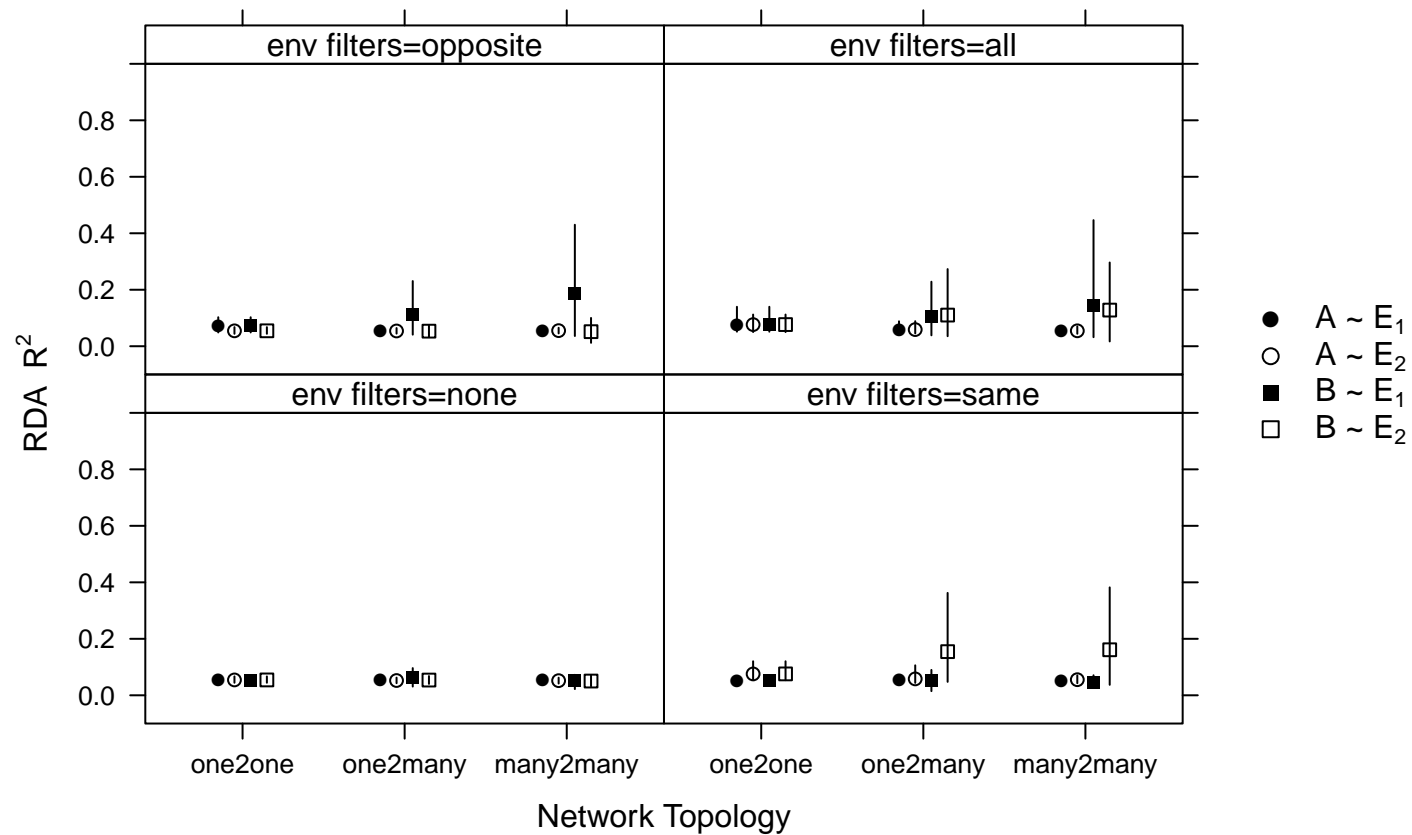 env filters=opposite
env filters=all
0.8
0.6
0.4
0.2
0.0
env filters=none
env filters=same
0.8
0.6
0.4
0.2
0.0
RDA R²
one2one one2many many2many one2one one2many many2many
Network Topology
A ~ E₁
A ~ E₂
B ~ E₁
B ~ E₂